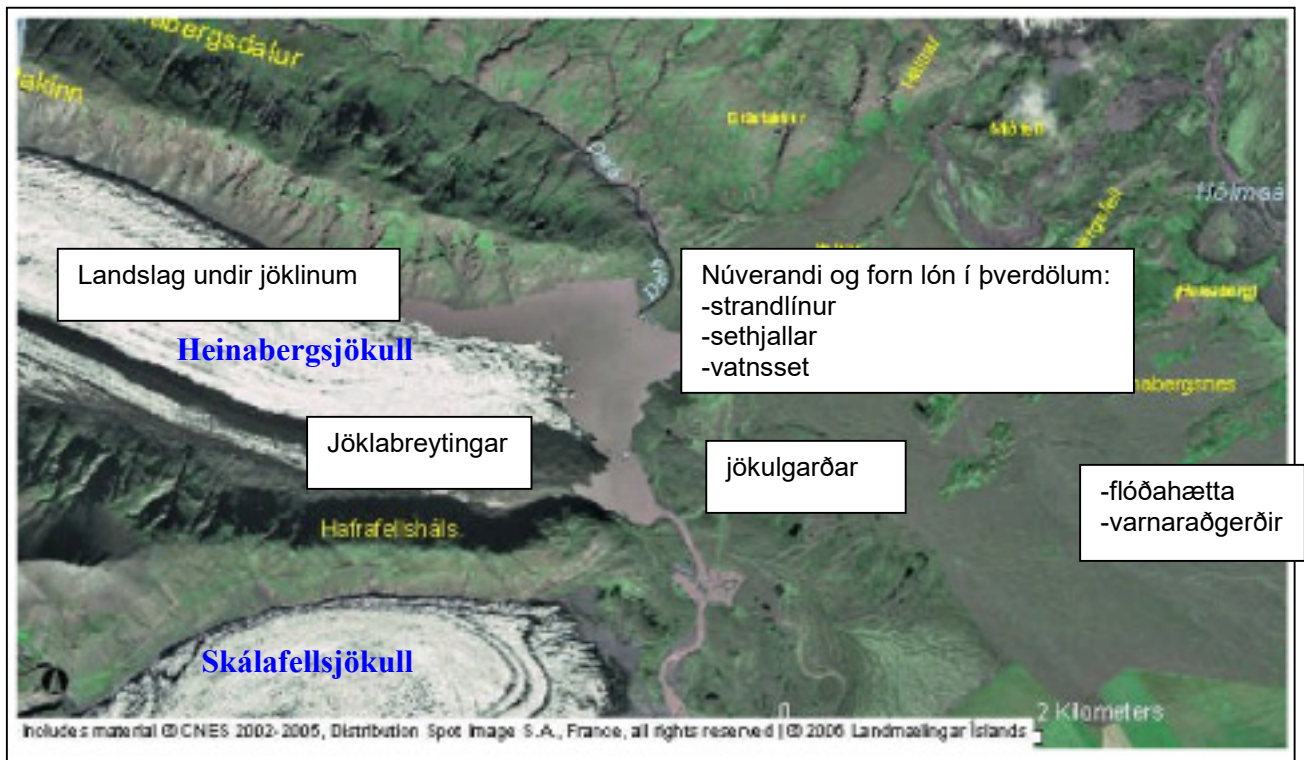 Dalá
Hólmsá
Landslag undir jöklinum
Núverandi og forn lón í þverdölum:
-strandlínur
-sethjallar
-vatnsset
Heinabergsjökull
Jöklabreytingar
jökulgarðar
-flóðahætta
-varnaraðgerðir
Hafrafellsháls
Skálafellsjökull
0 2 Kilometers
Includes material © CNES 2002-2005, Distribution Spot Image S.A., France, all rights reserved | © 2006 Landmælingar Íslands